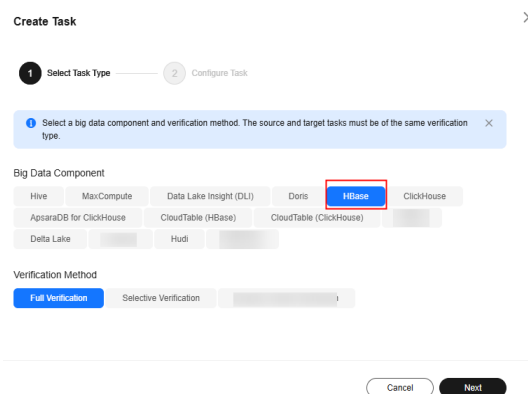 Create Task
1 Select Task Type 2 Configure Task
Select a big data component and verification method. The source and target tasks must be of the same verification
type.
Big Data Component
Hive MaxCompute Data Lake Insight (DLI) Doris HBase ClickHouse
ApsaraDB for ClickHouse CloudTable (HBase) CloudTable (ClickHouse)
Delta Lake Hudi
Verification Method
Full Verification Selective Verification
Cancel Next